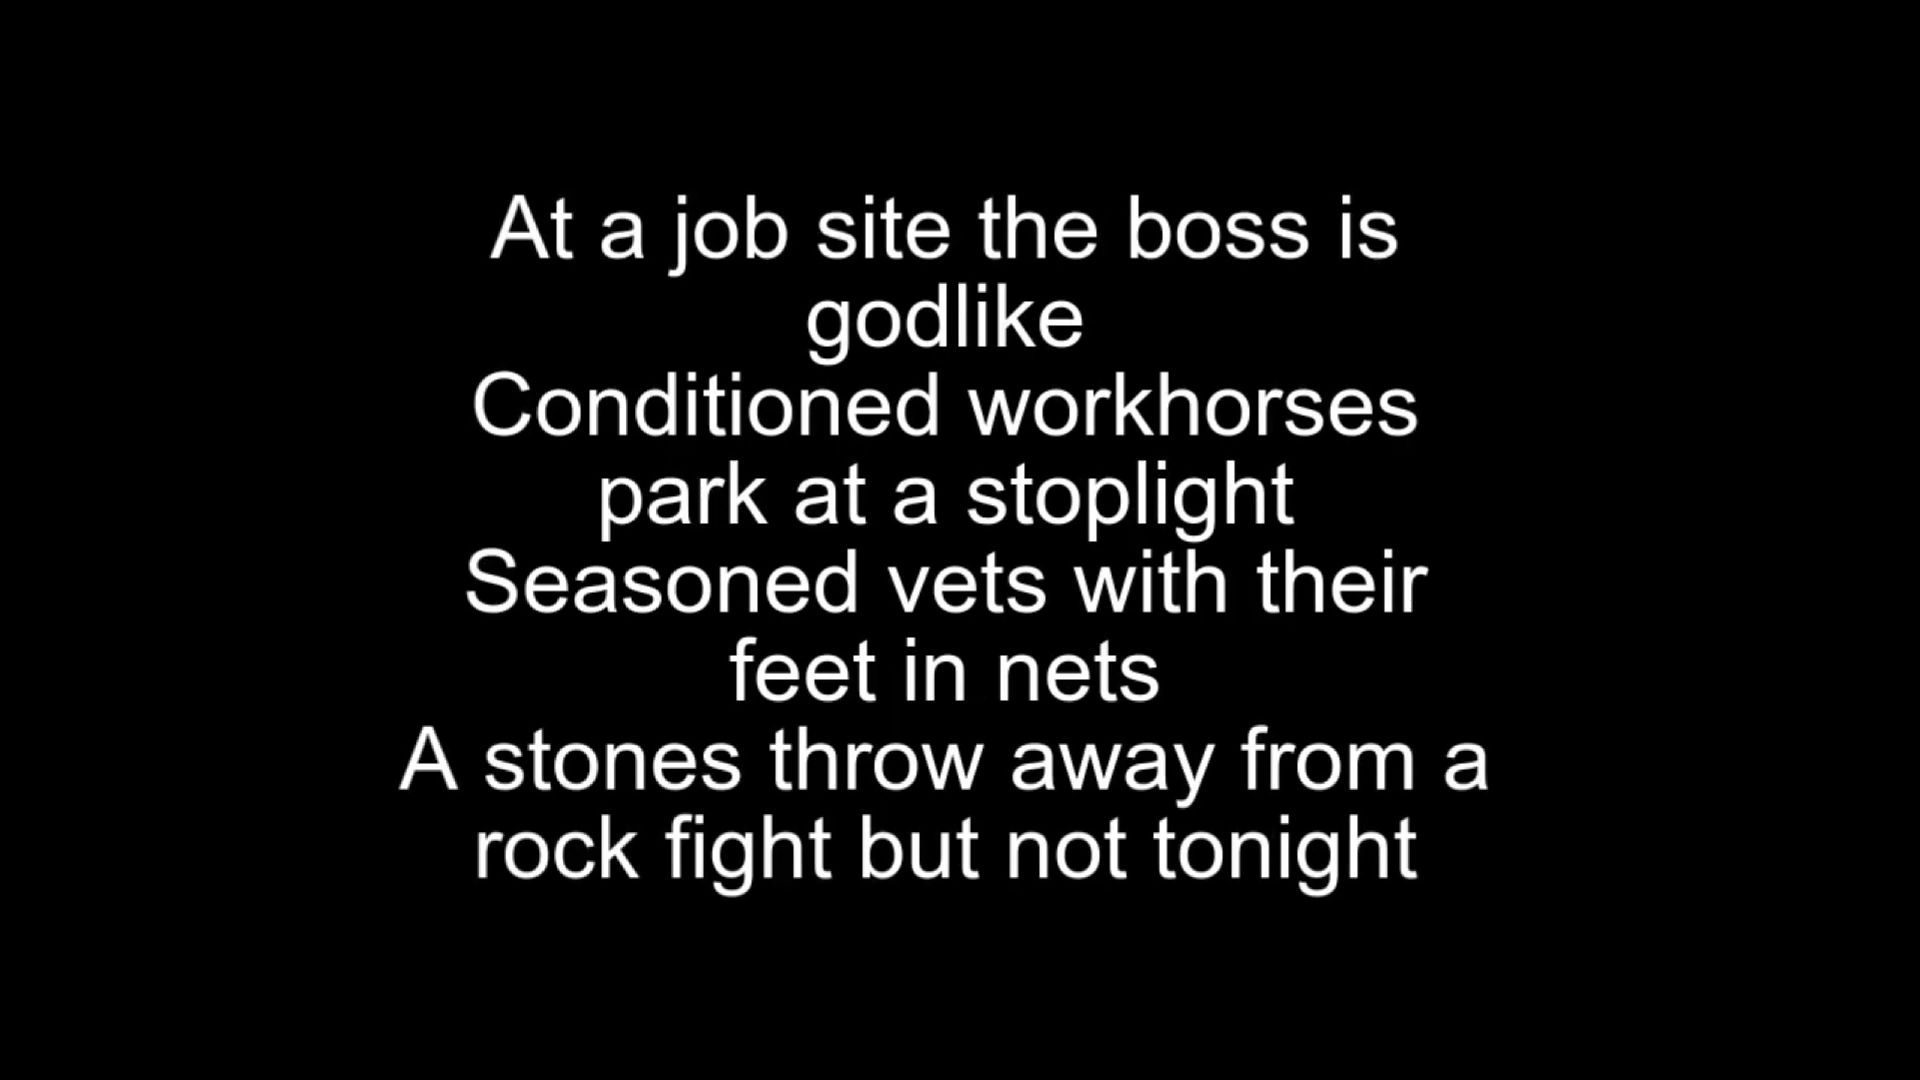 At a job site the boss is
godlike
Conditioned workhorses
park at a stoplight
Seasoned vets with their
feet in nets
A stones throw away from a
rock fight but not tonight